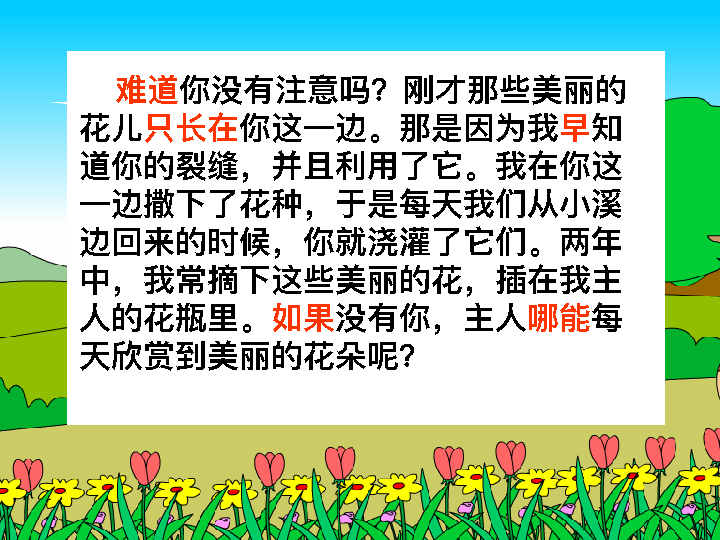 难道你没有注意吗？刚才那些美丽的
花儿只长在你这一边。那是因为我早知
道你的裂缝，并且利用了它。我在你这
一边撒下了花种，于是每天我们从小溪
边回来的时候，你就浇灌了它们。两年
中，我常摘下这些美丽的花，插在我主
人的花瓶里。如果没有你，主人哪能每
天欣赏到美丽的花朵呢？